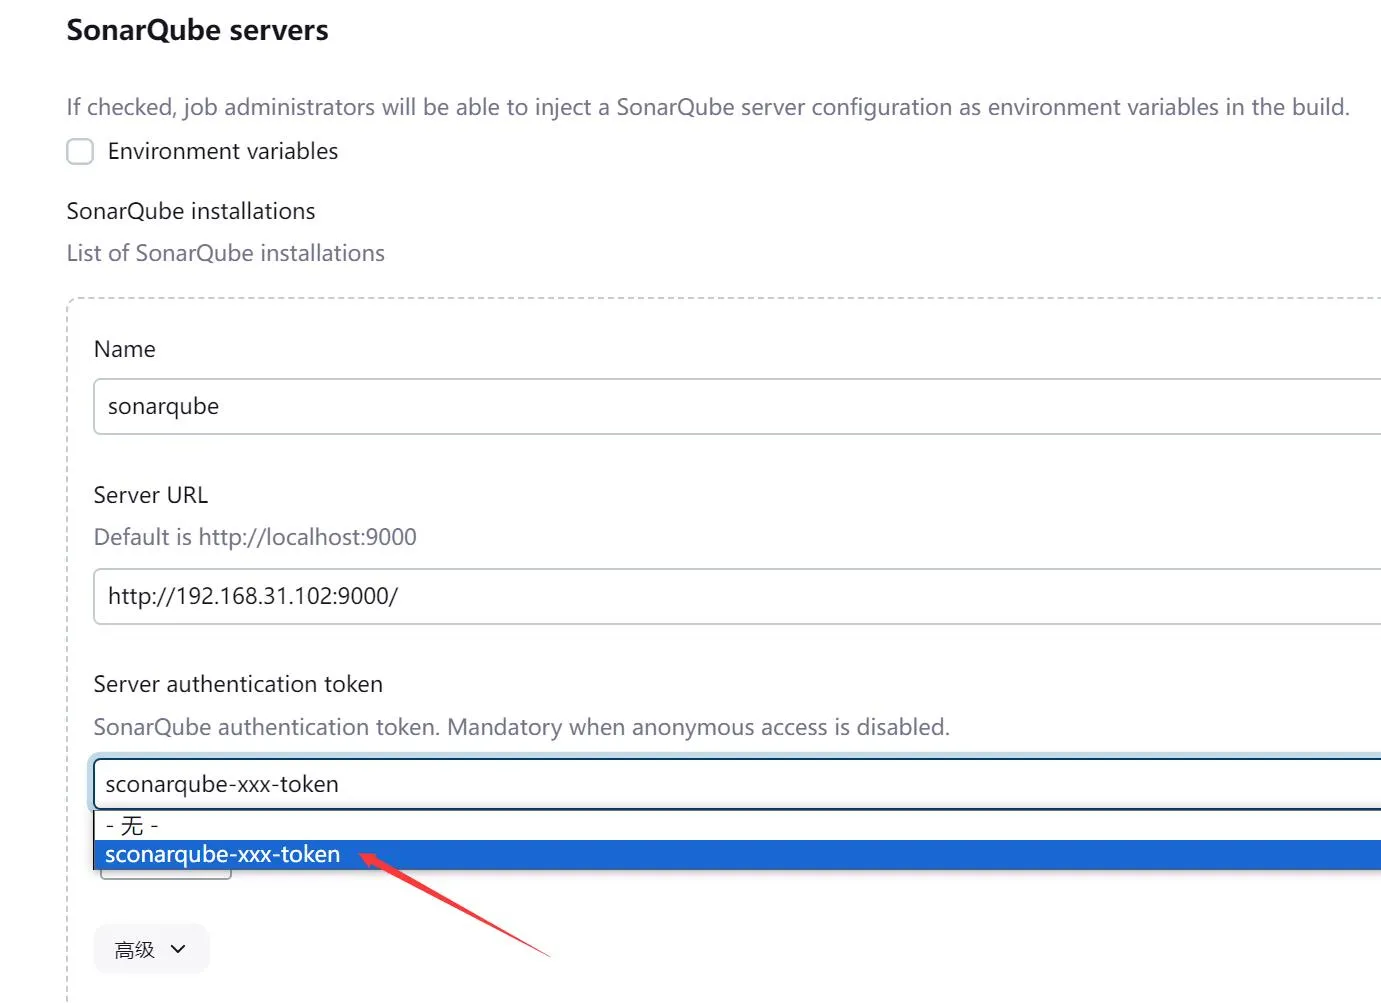 SonarQube servers
If checked, job administrators will be able to inject a SonarQube server configuration as environment variables in the build.
Environment variables
SonarQube installations
List of SonarQube installations
Name
sonarqube
Server URL
Default is http://localhost:9000
http://192.168.31.102:9000/
Server authentication token
SonarQube authentication token. Mandatory when anonymous access is disabled.
sconarqube-xxx-token
- 无 -
sconarqube-xxx-token
高级